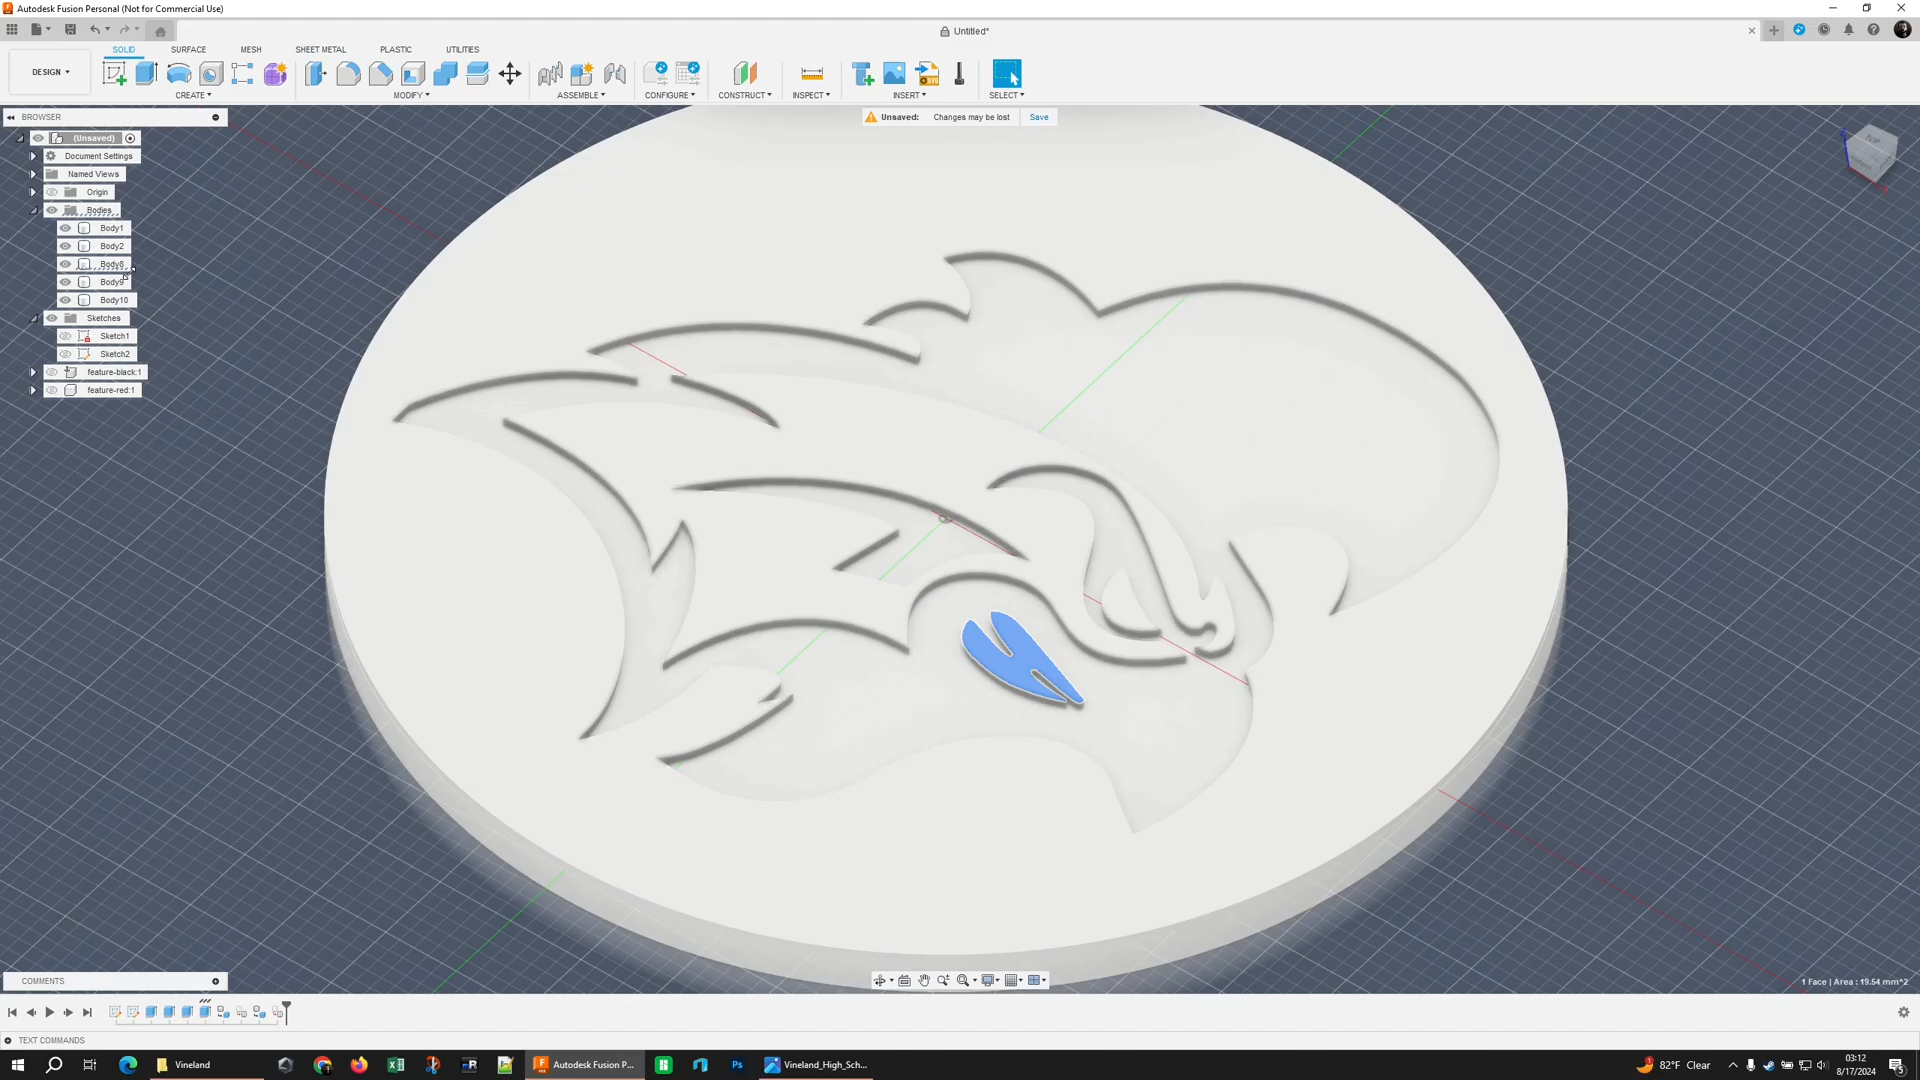 Autodesk Fusion Personal (Not for Commercial Use)
Untitled*
SOLID SURFACE MESH SHEET METAL PLASTIC UTILITIES
DESIGN
CREATE MODIFY ASSEMBLE CONFIGURE CONSTRUCT INSPECT INSERT SELECT
BROWSER
Unsaved: Changes may be lost Save
(Unsaved)
Document Settings
Named Views
Origin
Bodies
Body1
Body2
Body8
Body9
Body10
Sketches
Sketch1
Sketch2
feature-black:1
feature-red:1
TOP
COMMENTS
1 Face | Area : 19.54 mm^2
TEXT COMMANDS
Vineland
Autodesk Fusion P...
Vineland_High_Sch...
82°F Clear
03:12
8/17/2024